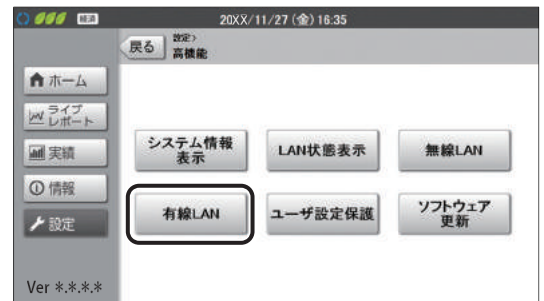 経済
20XX/11/27(金)16:35
戻る
設定>
高機能
ホーム
ライブ
レポート
実績
情報
設定
システム情報
表示
LAN状態表示
無線LAN
有線LAN
ユーザ設定保護
ソフトウェア
更新
Ver *.*.*.*